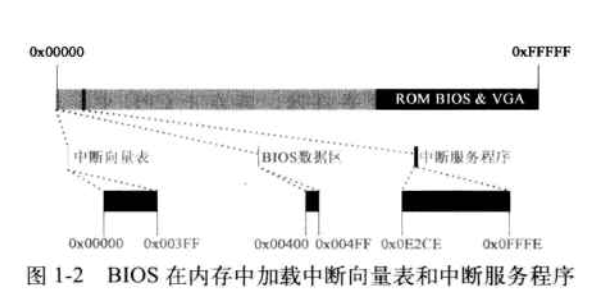 0x00000 0xFFFFF
ROM BIOS & VGA
中断向量表 BIOS数据区 中断服务程序
0x00000 0x003FF 0x00400 0x004FF 0x0E2CE 0x0FFFE
图 1-2 BIOS 在内存中加载中断向量表和中断服务程序